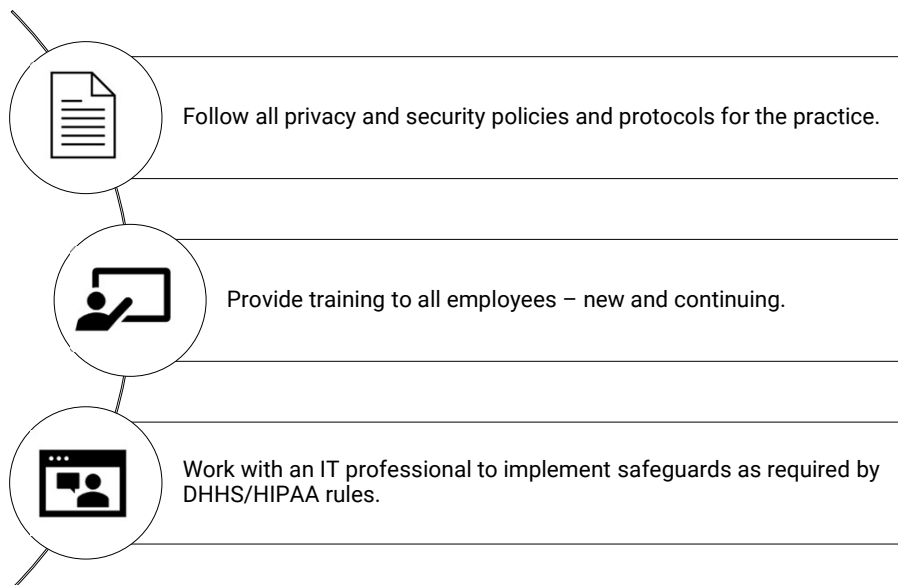 Follow all privacy and security policies and protocols for the practice.
Provide training to all employees – new and continuing.
Work with an IT professional to implement safeguards as required by
DHHS/HIPAA rules.